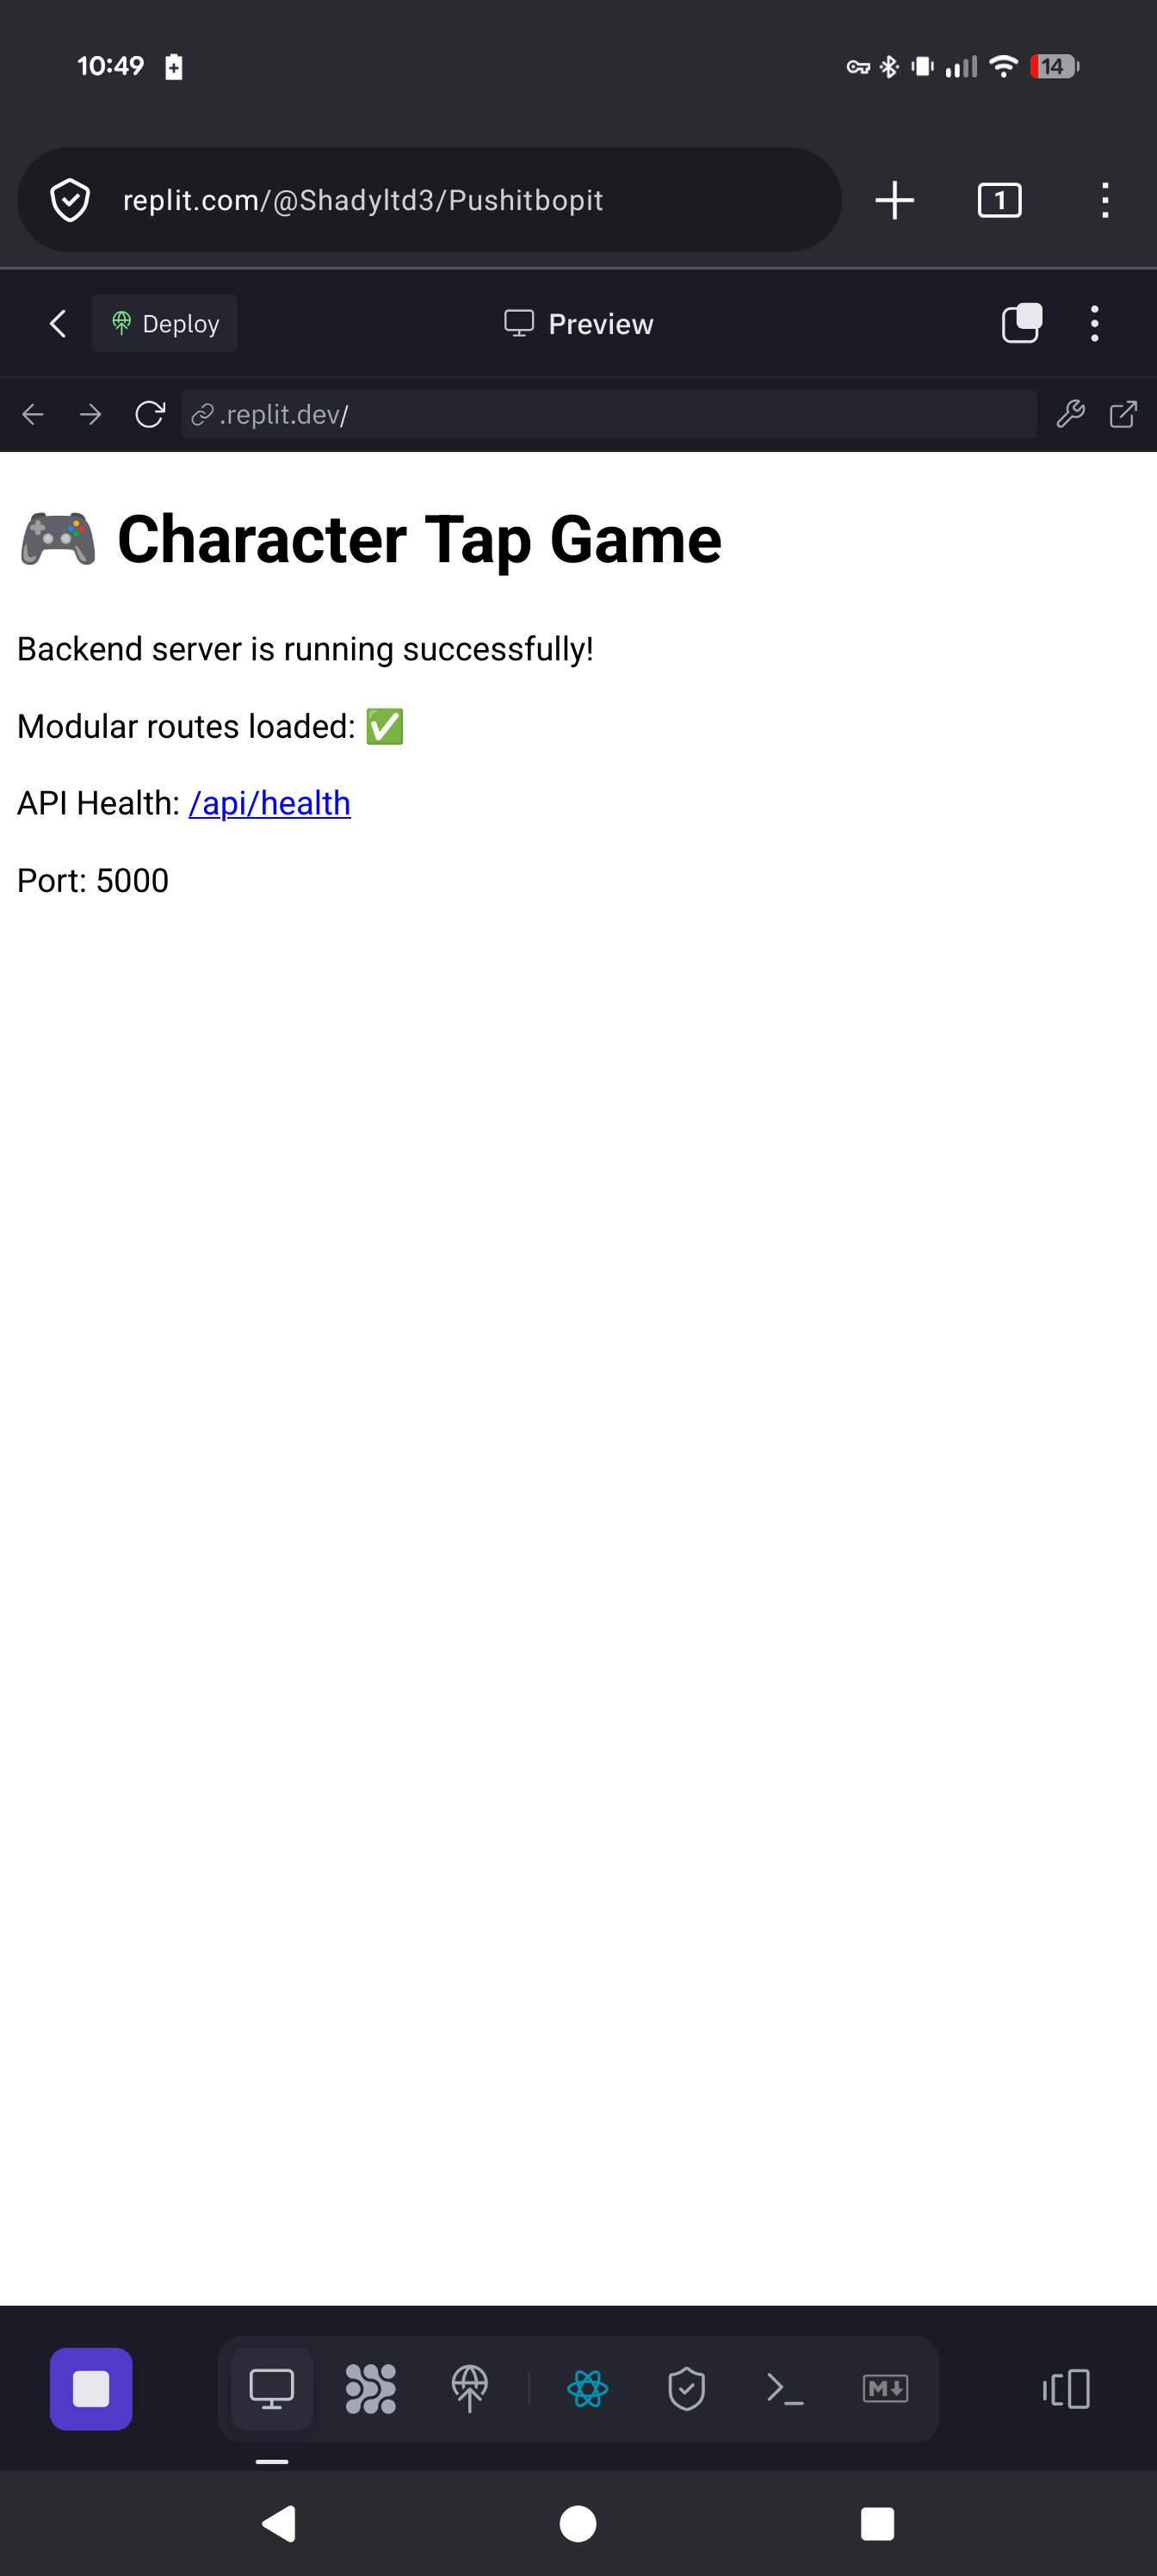 10:49
14
replit.com/@Shadyltd3/Pushitbopit
1
Deploy
Preview
.replit.dev/
🎮 Character Tap Game
Backend server is running successfully!
Modular routes loaded: ✅
API Health: /api/health
Port: 5000
M